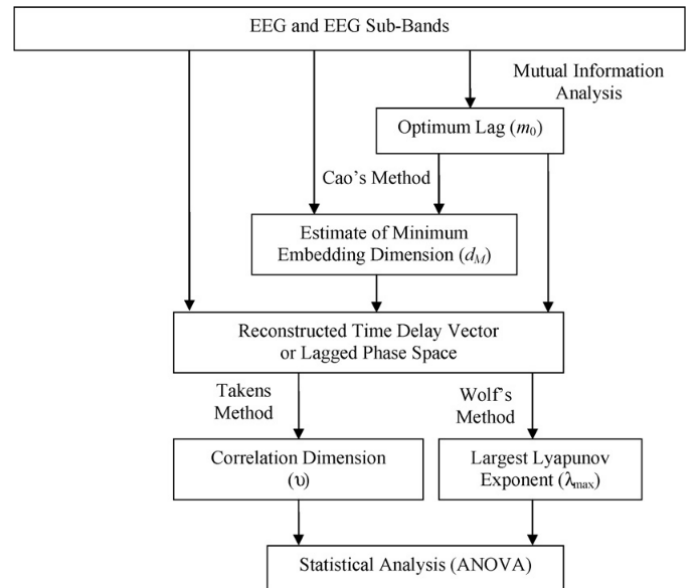 EEG and EEG Sub-Bands
Mutual Information
Analysis
Optimum Lag (m₀)
Cao's Method
Estimate of Minimum
Embedding Dimension (d_M)
Reconstructed Time Delay Vector
or Lagged Phase Space
Takens
Method
Wolf's
Method
Correlation Dimension
(υ)
Largest Lyapunov
Exponent (λmax)
Statistical Analysis (ANOVA)